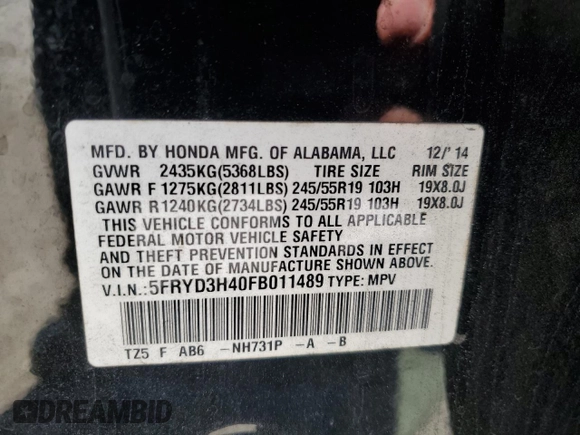 MFD. BY HONDA MFG. OF ALABAMA, LLC 12/'14
GVWR 2435KG(5368LBS) TIRE SIZE RIM SIZE
GAWR F 1275KG(2811LBS) 245/55R19 103H 19X8.0J
GAWR R1240KG(2734LBS) 245/55R19 103H 19X8.0J
THIS VEHICLE CONFORMS TO ALL APPLICABLE
FEDERAL MOTOR VEHICLE SAFETY
AND THEFT PREVENTION STANDARDS IN EFFECT
ON THE DATE OF MANUFACTURE SHOWN ABOVE.
V.I.N.:5FRYD3H40FB011489 TYPE: MPV
TZ5 F AB6 -NH731P -A -B
DREAMBID